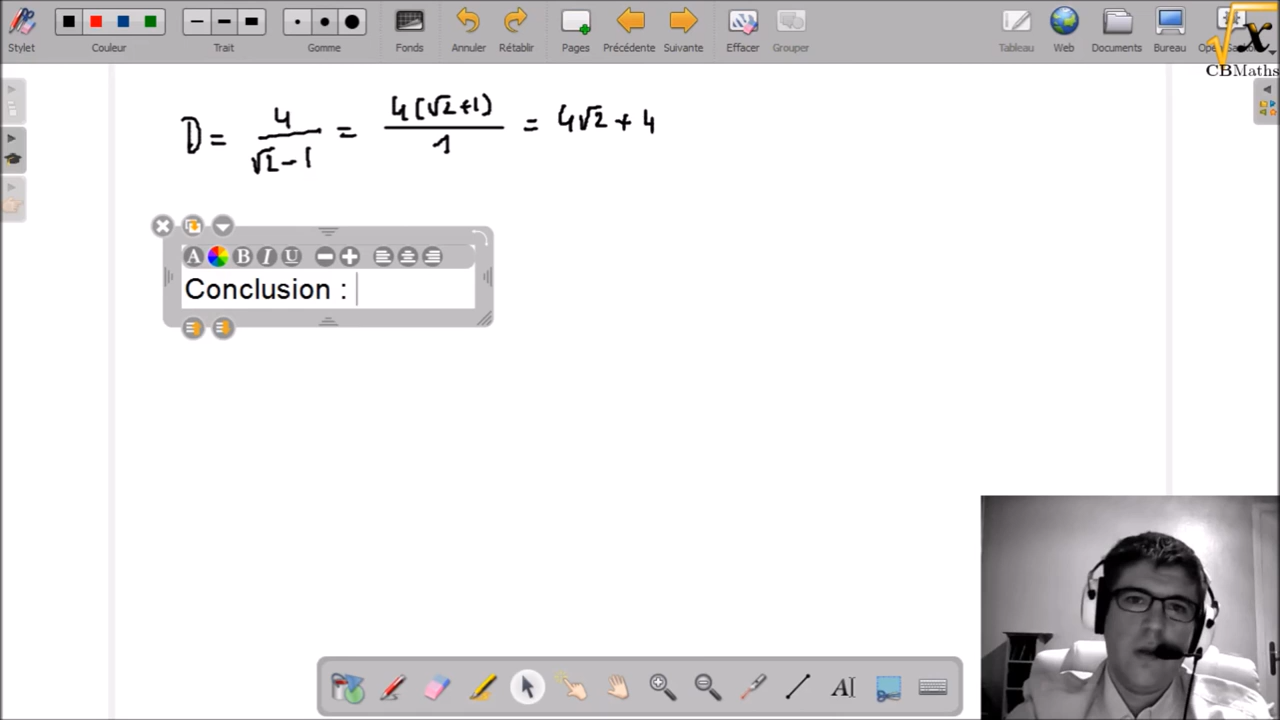 Stylet Couleur Trait Gomme Fonds Annuler Rétablir Pages Précédente Suivante Effacer Grouper Tableau Web Documents Bureau
√x
CBMaths
D = 4/(√2 - 1) = 4(√2+1)/1 = 4√2 + 4
A B I U
Conclusion :
AI